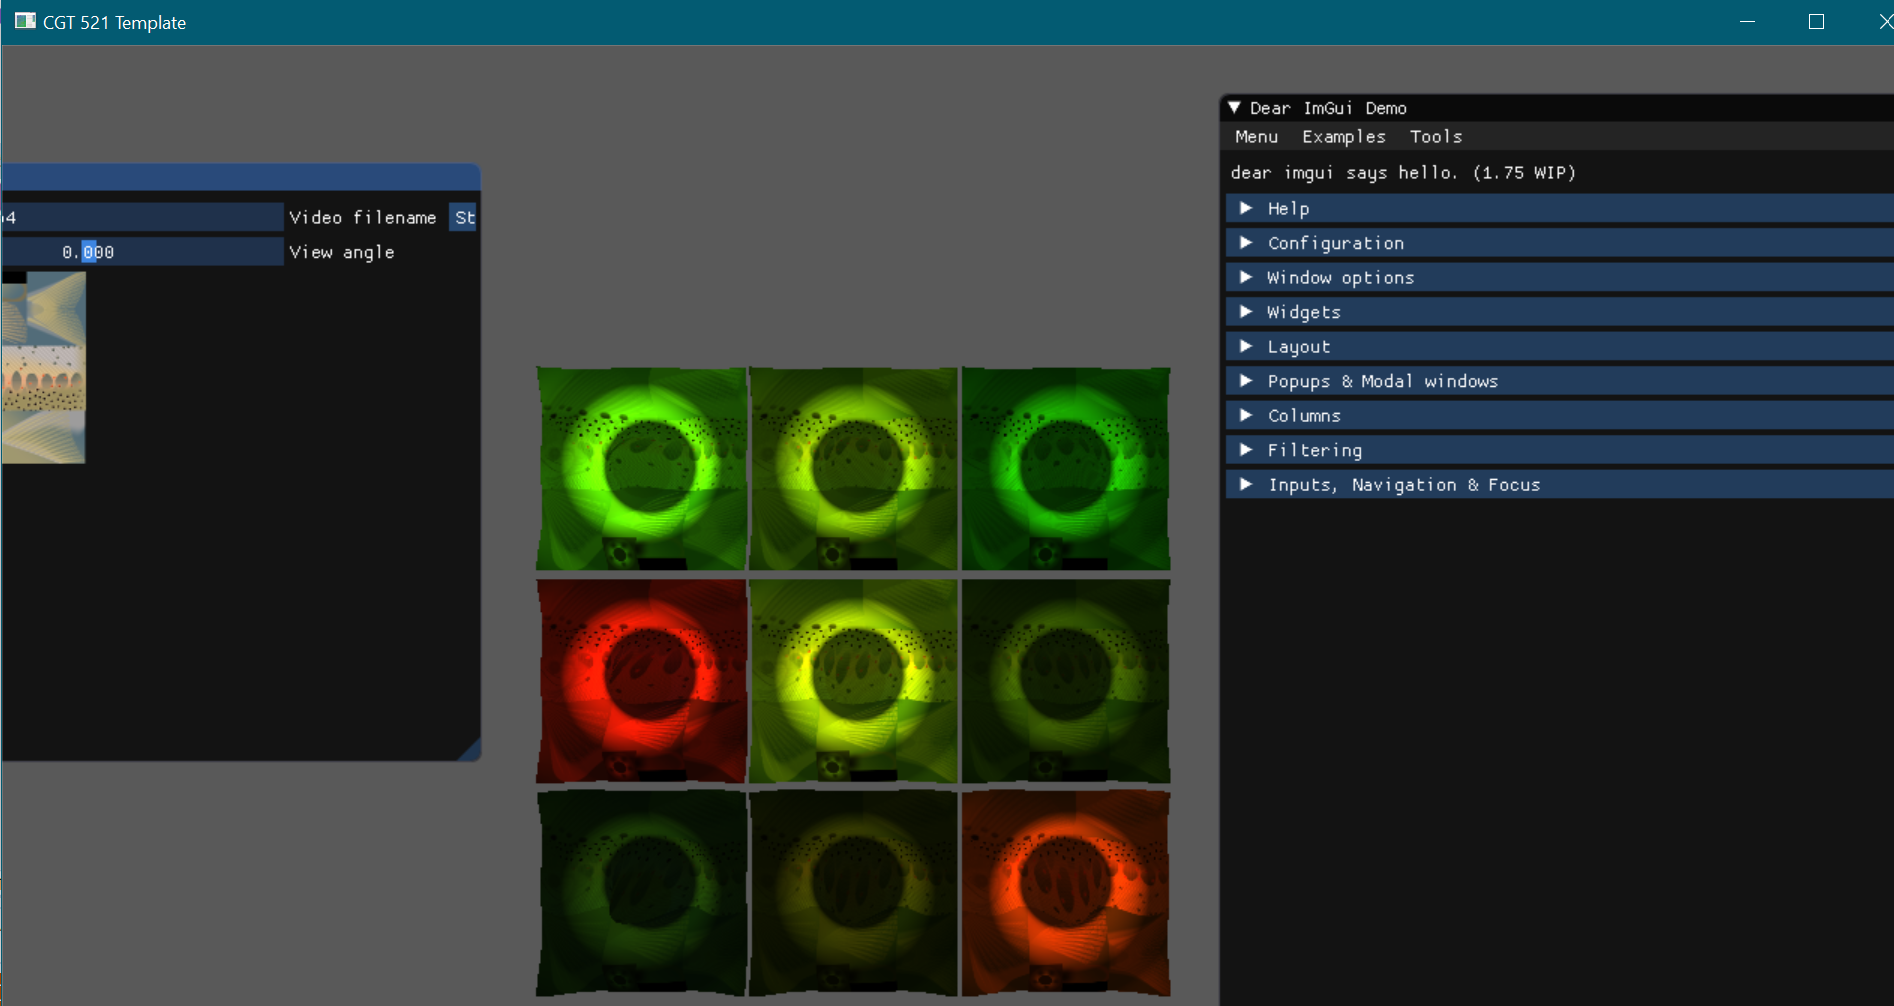 CGT 521 Template
Video filename St
0.000 View angle
Dear ImGui Demo
Menu Examples Tools
dear imgui says hello. (1.75 WIP)
Help
Configuration
Window options
Widgets
Layout
Popups & Modal windows
Columns
Filtering
Inputs, Navigation & Focus